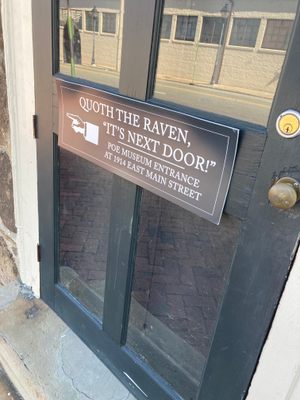 QUOTH THE RAVEN,
"IT'S NEXT DOOR!"
POE MUSEUM ENTRANCE
AT 1914 EAST MAIN STREET